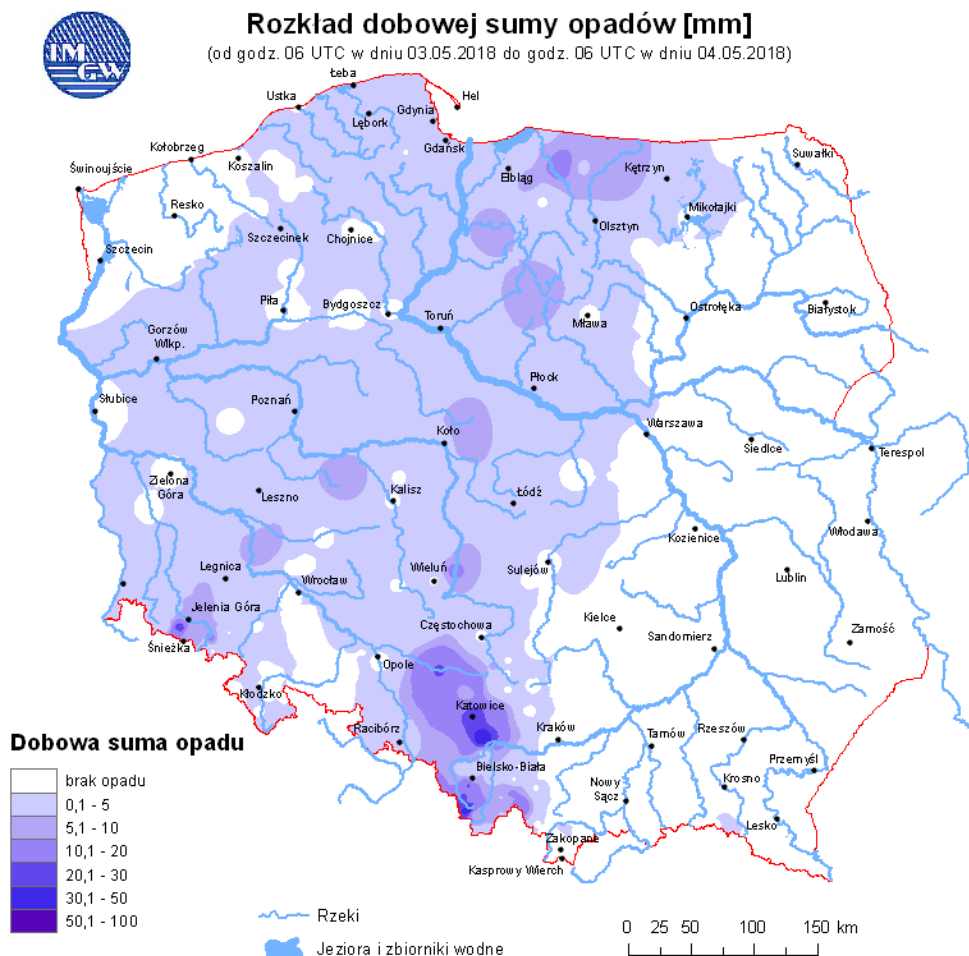 Rozkład dobowej sumy opadów [mm]
(od godz. 06 UTC w dniu 03.05.2018 do godz. 06 UTC w dniu 04.05.2018)
IM
GW
Łeba
Ustka
Hel
Gdynia
Lębork
Gdańsk
Kołobrzeg
Koszalin
Suwałki
Świnoujście
Elbląg
Kętrzyn
Resko
Mikołajki
Szczecinek
Chojnice
Olsztyn
Szczecin
Piła
Bydgoszcz
Toruń
Mława
Ostrołęka
Białystok
Gorzów
Wlkp.
Płock
Słubice
Poznań
Koło
Warszawa
Siedlce
Terespol
Zielona
Góra
Leszno
Kalisz
Łódź
Włodawa
Kozienice
Legnica
Wrocław
Wieluń
Sulejów
Lublin
Jelenia Góra
Częstochowa
Kielce
Sandomierz
Zamość
Śnieżka
Opole
Kłodzko
Katowice
Racibórz
Kraków
Tarnów
Rzeszów
Przemyśl
Bielsko-Biała
Nowy
Sącz
Krosno
Lesko
Zakopane
Kasprowy Wierch
Dobowa suma opadu
brak opadu
0,1 - 5
5,1 - 10
10,1 - 20
20,1 - 30
30,1 - 50
50,1 - 100
Rzeki
Jeziora i zbiorniki wodne
0 25 50 100 150 km